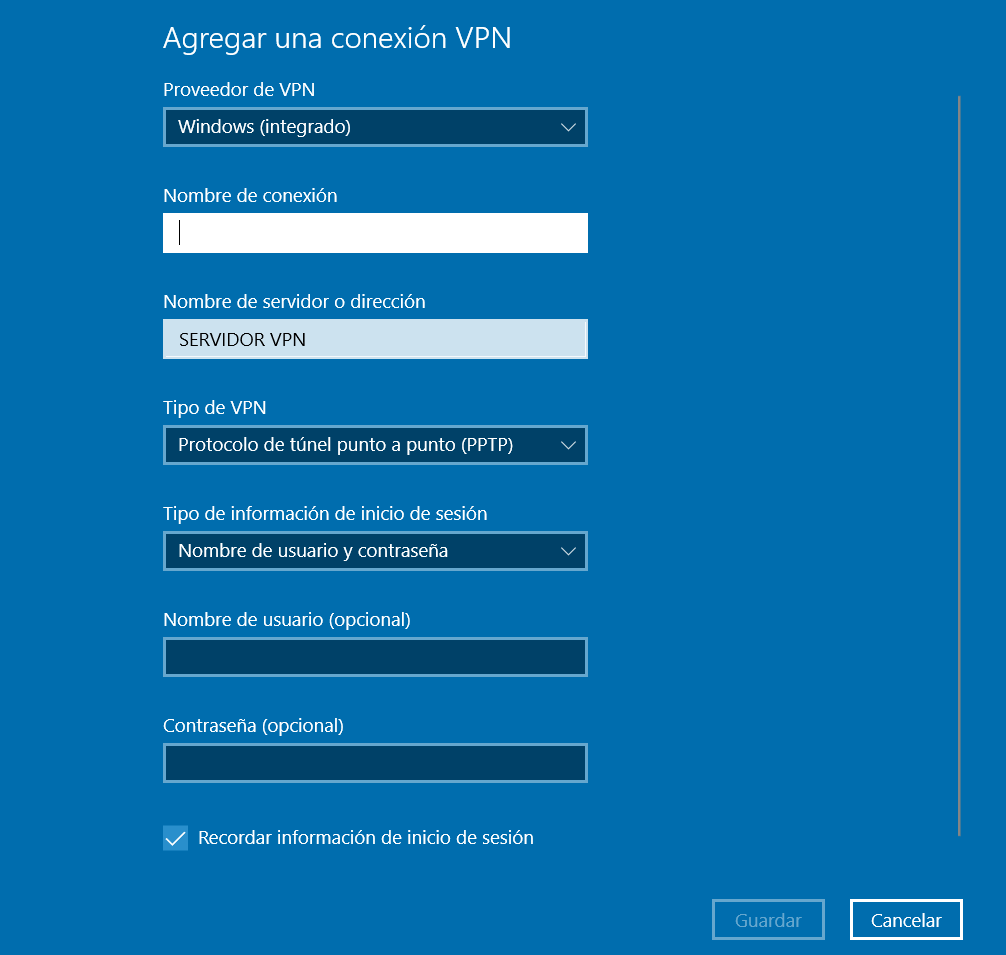 Agregar una conexión VPN
Proveedor de VPN
Windows (integrado)
Nombre de conexión
Nombre de servidor o dirección
SERVIDOR VPN
Tipo de VPN
Protocolo de túnel punto a punto (PPTP)
Tipo de información de inicio de sesión
Nombre de usuario y contraseña
Nombre de usuario (opcional)
Contraseña (opcional)
Recordar información de inicio de sesión
Guardar
Cancelar